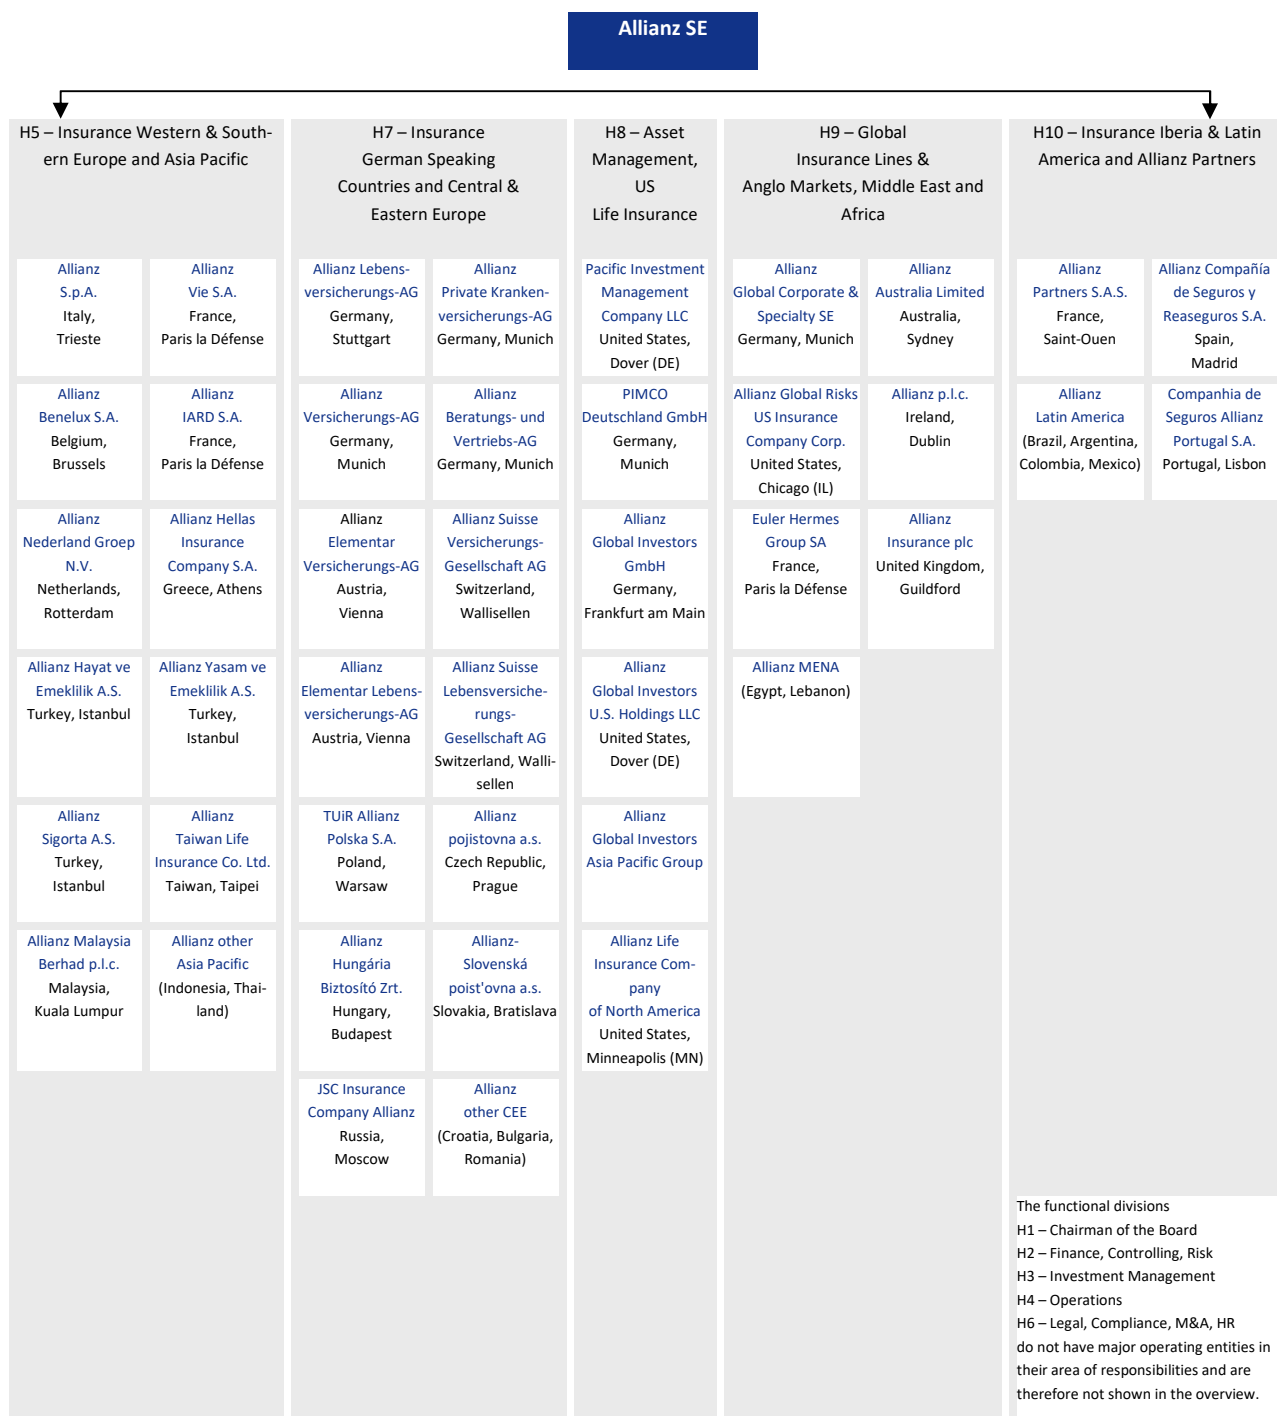 Allianz SE
H5 – Insurance Western & South-
ern Europe and Asia Pacific
H7 – Insurance
German Speaking
Countries and Central &
Eastern Europe
H8 – Asset
Management,
US
Life Insurance
H9 – Global
Insurance Lines &
Anglo Markets, Middle East and
Africa
H10 – Insurance Iberia & Latin
America and Allianz Partners
Allianz
S.p.A.
Italy,
Trieste
Allianz
Vie S.A.
France,
Paris la Défense
Allianz
Benelux S.A.
Belgium,
Brussels
Allianz
IARD S.A.
France,
Paris la Défense
Allianz
Nederland Groep
N.V.
Netherlands,
Rotterdam
Allianz Hellas
Insurance
Company S.A.
Greece, Athens
Allianz Hayat ve
Emeklilik A.S.
Turkey, Istanbul
Allianz Yasam ve
Emeklilik A.S.
Turkey,
Istanbul
Allianz
Sigorta A.S.
Turkey,
Istanbul
Allianz
Taiwan Life
Insurance Co. Ltd.
Taiwan, Taipei
Allianz Malaysia
Berhad p.l.c.
Malaysia,
Kuala Lumpur
Allianz other
Asia Pacific
(Indonesia, Thai-
land)
Allianz Lebens-
versicherungs-AG
Germany,
Stuttgart
Allianz
Private Kranken-
versicherungs-AG
Germany, Munich
Allianz
Versicherungs-AG
Germany,
Munich
Allianz
Beratungs- und
Vertriebs-AG
Germany, Munich
Allianz
Elementar
Versicherungs-AG
Austria,
Vienna
Allianz Suisse
Versicherungs-
Gesellschaft AG
Switzerland,
Wallisellen
Allianz
Elementar Lebens-
versicherungs-AG
Austria, Vienna
Allianz Suisse
Lebensversiche-
rungs-
Gesellschaft AG
Switzerland, Walli-
sellen
TUiR Allianz
Polska S.A.
Poland,
Warsaw
Allianz
pojistovna a.s.
Czech Republic,
Prague
Allianz
Hungária
Biztosító Zrt.
Hungary,
Budapest
Allianz-
Slovenská
poist'ovna a.s.
Slovakia, Bratislava
JSC Insurance
Company Allianz
Russia,
Moscow
Allianz
other CEE
(Croatia, Bulgaria,
Romania)
Pacific Investment
Management
Company LLC
United States,
Dover (DE)
PIMCO
Deutschland GmbH
Germany,
Munich
Allianz
Global Investors
GmbH
Germany,
Frankfurt am Main
Allianz
Global Investors
U.S. Holdings LLC
United States,
Dover (DE)
Allianz
Global Investors
Asia Pacific Group
Allianz Life
Insurance Com-
pany
of North America
United States,
Minneapolis (MN)
Allianz
Global Corporate &
Specialty SE
Germany, Munich
Allianz
Australia Limited
Australia,
Sydney
Allianz Global Risks
US Insurance
Company Corp.
United States,
Chicago (IL)
Allianz p.l.c.
Ireland,
Dublin
Euler Hermes
Group SA
France,
Paris la Défense
Allianz
Insurance plc
United Kingdom,
Guildford
Allianz MENA
(Egypt, Lebanon)
Allianz
Partners S.A.S.
France,
Saint-Ouen
Allianz Compañía
de Seguros y
Reaseguros S.A.
Spain,
Madrid
Allianz
Latin America
(Brazil, Argentina,
Colombia, Mexico)
Companhia de
Seguros Allianz
Portugal S.A.
Portugal, Lisbon
The functional divisions
H1 – Chairman of the Board
H2 – Finance, Controlling, Risk
H3 – Investment Management
H4 – Operations
H6 – Legal, Compliance, M&A, HR
do not have major operating entities in
their area of responsibilities and are
therefore not shown in the overview.